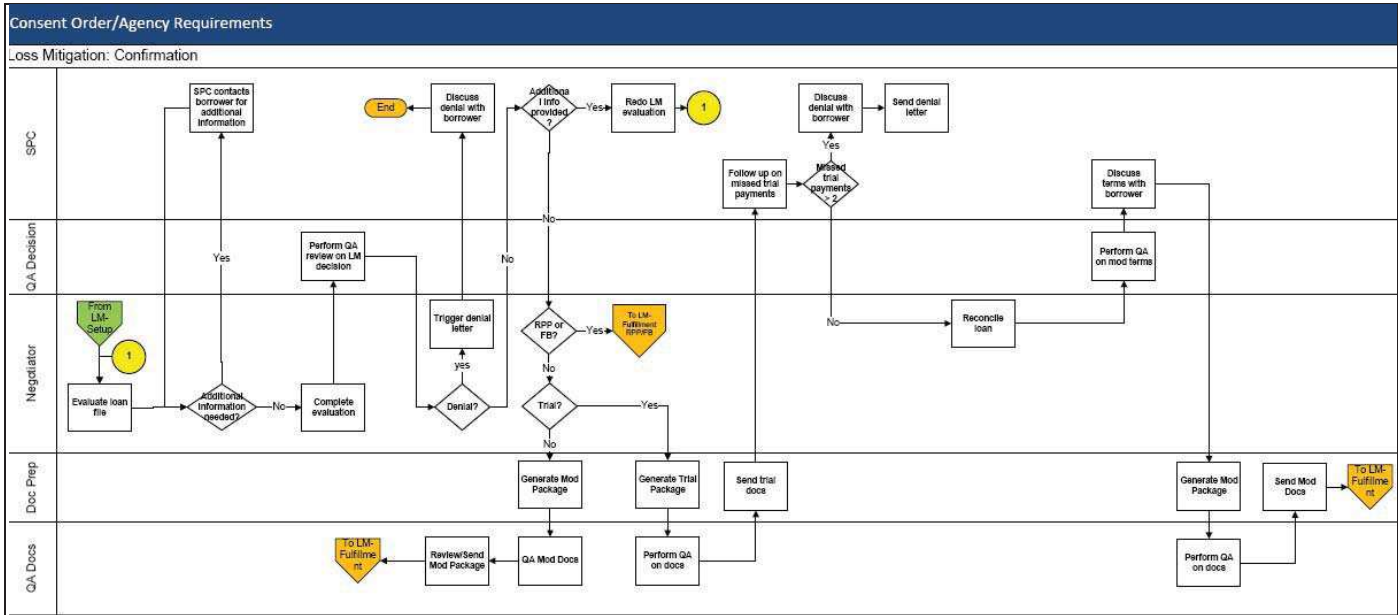 Consent Order/Agency Requirements
Loss Mitigation: Confirmation
SPC
SPC contacts
borrower for
additional
information
End
Discuss
denial with
borrower
Additiona
l info
provided
?
Yes
Redo LM
evaluation
1
Discuss
denial with
borrower
Send denial
letter
Yes
Follow up on
missed trial
payments
Missed
trial
payments
> 2
Discuss
terms with
borrower
No
QA Decision
Yes
Perform QA
review on LM
decision
No
Perform QA
on mod terms
Negotiator
From
LM-
Setup
1
Evaluate loan
file
Additional
information
needed?
No
Complete
evaluation
Trigger denial
letter
yes
Denial?
RPP or
FB?
Yes
To LM-
Fulfillment
RPP/FB
No
Trial?
Yes
No
No
Reconcile
loan
Doc Prep
Generate Mod
Package
Generate Trial
Package
Send trial
docs
Generate Mod
Package
Send Mod
Docs
To LM-
Fulfillme
nt
QA Docs
To LM-
Fulfillme
nt
Review/Send
Mod Package
QA Mod Docs
Perform QA
on docs
Perform QA
on docs